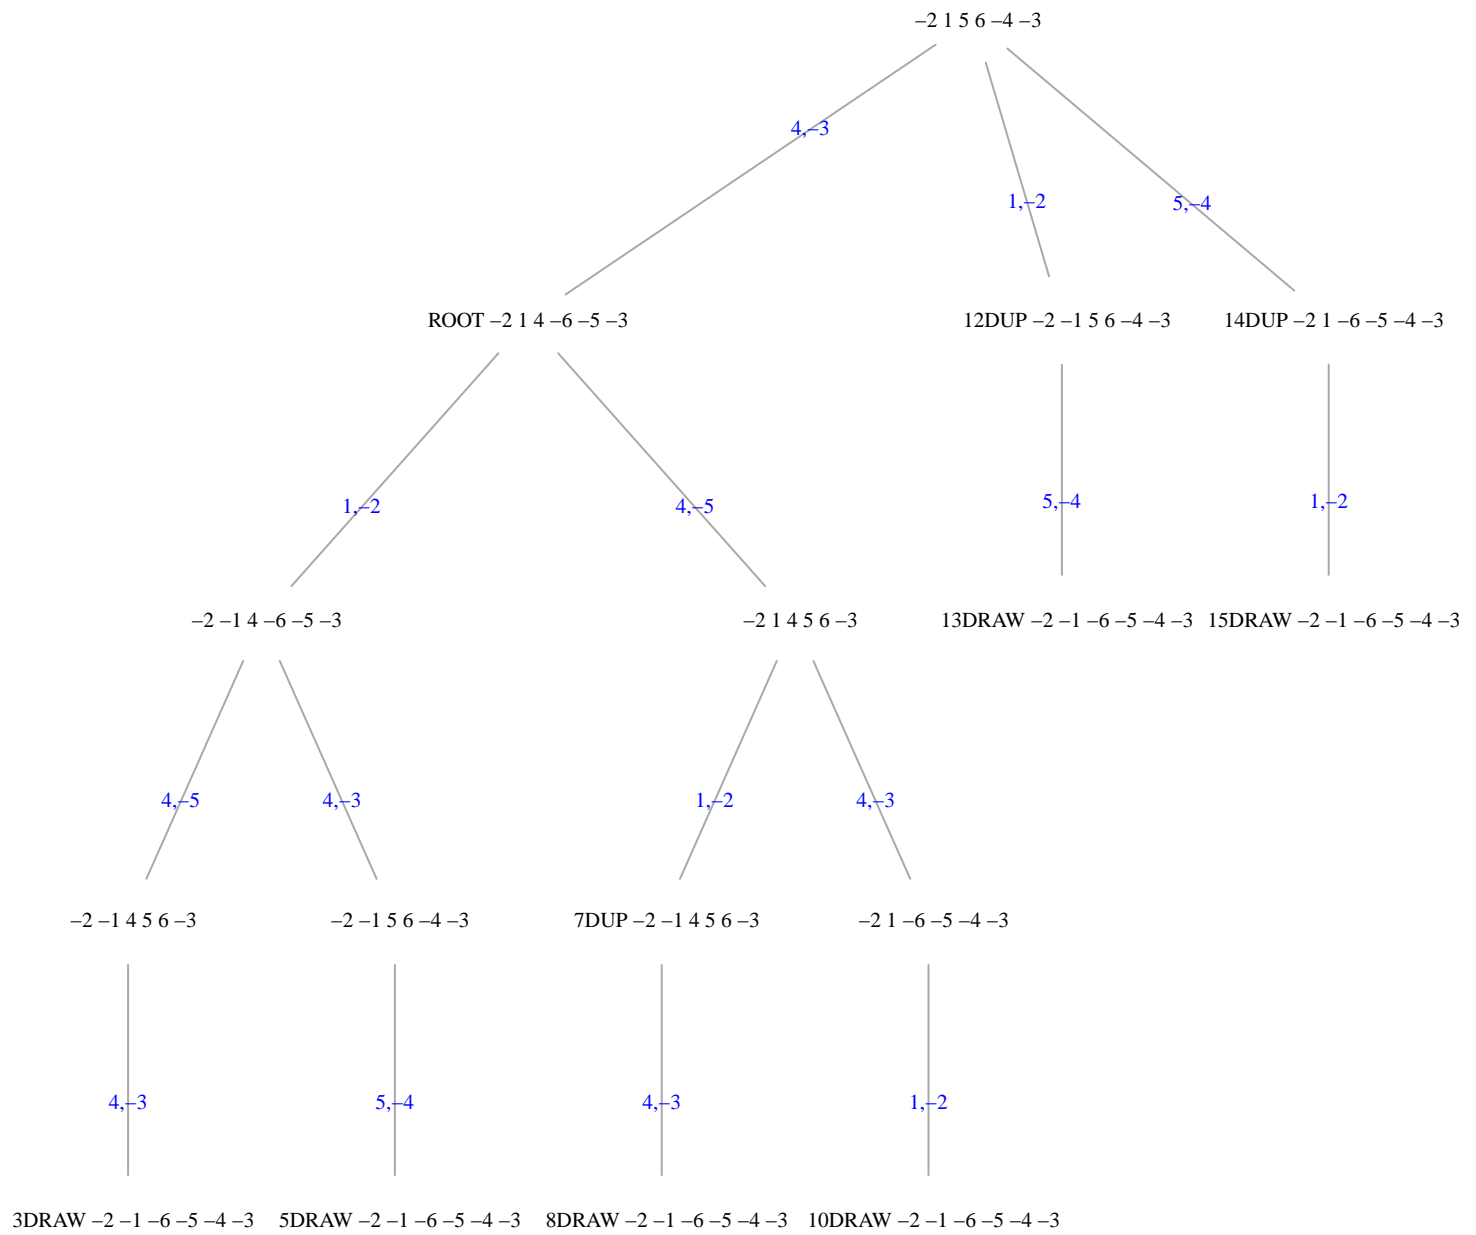 –2 1 5 6 –4 –3
4,–3
1,–2
5,–4
ROOT –2 1 4 –6 –5 –3
12DUP –2 –1 5 6 –4 –3
14DUP –2 1 –6 –5 –4 –3
1,–2
4,–5
5,–4
1,–2
–2 –1 4 –6 –5 –3
–2 1 4 5 6 –3
13DRAW –2 –1 –6 –5 –4 –3
15DRAW –2 –1 –6 –5 –4 –3
4,–5
4,–3
1,–2
4,–3
–2 –1 4 5 6 –3
–2 –1 5 6 –4 –3
7DUP –2 –1 4 5 6 –3
–2 1 –6 –5 –4 –3
4,–3
5,–4
4,–3
1,–2
3DRAW –2 –1 –6 –5 –4 –3
5DRAW –2 –1 –6 –5 –4 –3
8DRAW –2 –1 –6 –5 –4 –3
10DRAW –2 –1 –6 –5 –4 –3